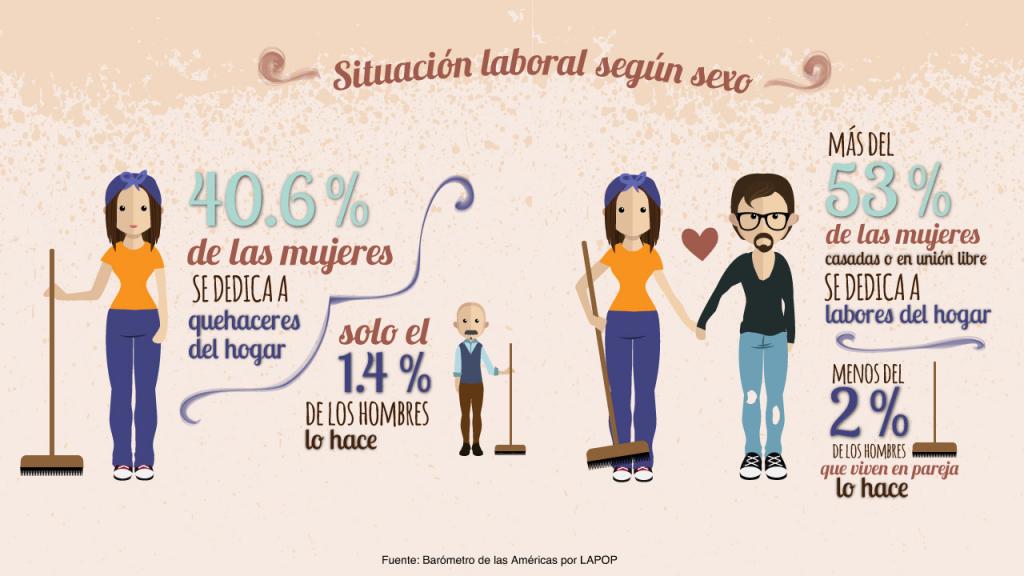 Situación laboral según sexo
40.6 %
de las mujeres
SE DEDICA A
quehaceres
del hogar
solo el
1.4 %
DE LOS HOMBRES
lo hace
MÁS DEL
53 %
de las mujeres
casadas o en unión libre
SE DEDICA A
labores del hogar
MENOS DEL
2 %
DE LOS HOMBRES
que viven en pareja
lo hace
Fuente: Barómetro de las Américas por LAPOP